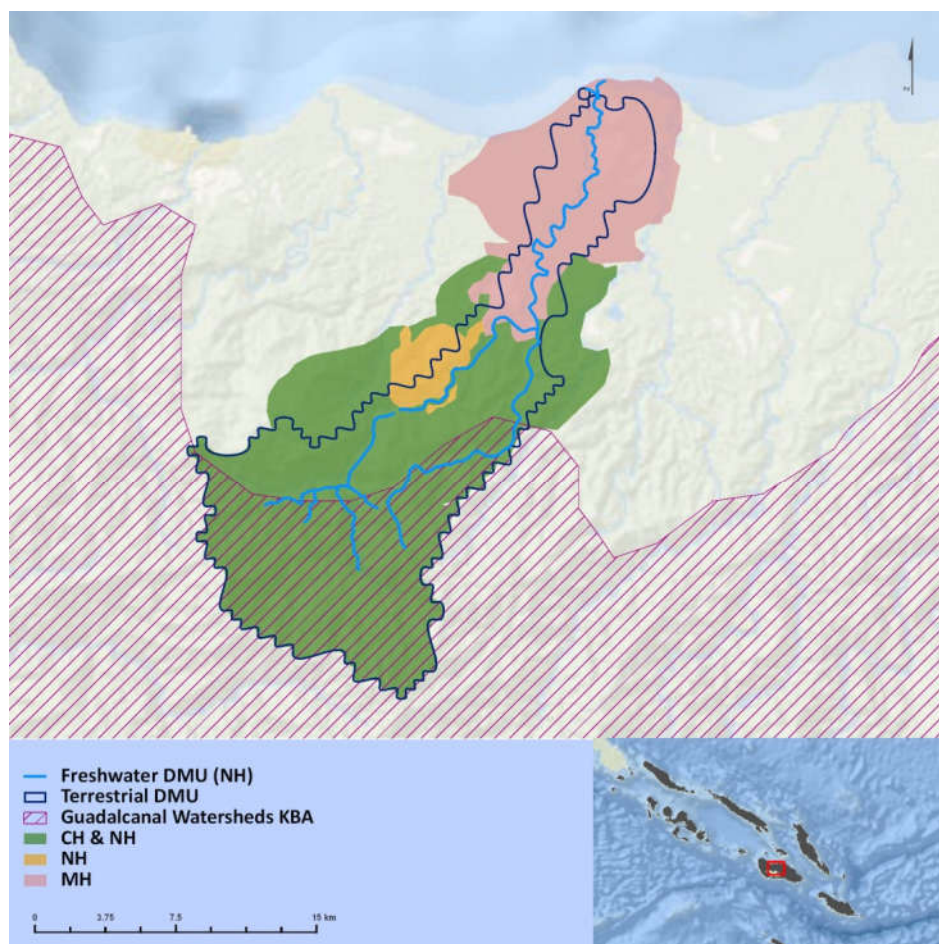 N
Freshwater DMU (NH)
Terrestrial DMU
Guadalcanal Watersheds KBA
CH & NH
NH
MH
0 3.75 7.5 15 km